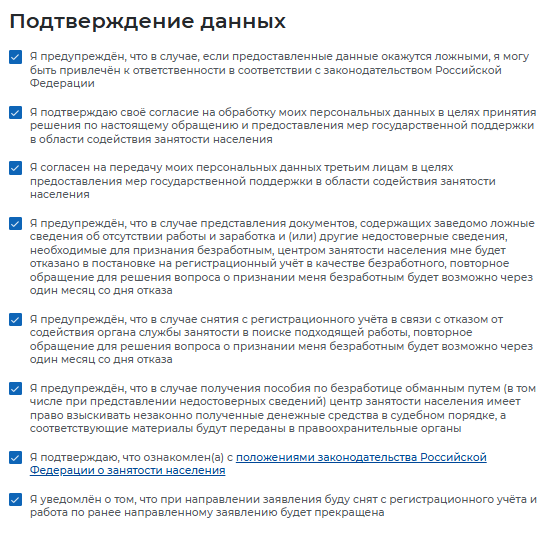 Подтверждение данных
Я предупреждён, что в случае, если предоставленные данные окажутся ложными, я могу
быть привлечён к ответственности в соответствии с законодательством Российской
Федерации
Я подтверждаю своё согласие на обработку моих персональных данных в целях принятия
решения по настоящему обращению и предоставления мер государственной поддержки
в области содействия занятости населения
Я согласен на передачу моих персональных данных третьим лицам в целях
предоставления мер государственной поддержки в области содействия занятости
населения
Я предупреждён, что в случае представления документов, содержащих заведомо ложные
сведения об отсутствии работы и заработка и (или) другие недостоверные сведения,
необходимые для признания безработным, центром занятости населения мне будет
отказано в постановке на регистрационный учёт в качестве безработного, повторное
обращение для решения вопроса о признании меня безработным будет возможно через
один месяц со дня отказа
Я предупреждён, что в случае снятия с регистрационного учёта в связи с отказом от
содействия органа службы занятости в поиске подходящей работы, повторное
обращение для решения вопроса о признании меня безработным будет возможно через
один месяц со дня отказа
Я предупреждён, что в случае получения пособия по безработице обманным путем (в том
числе при представлении недостоверных сведений) центр занятости населения имеет
право взыскивать незаконно полученные денежные средства в судебном порядке, а
соответствующие материалы будут переданы в правоохранительные органы
Я подтверждаю, что ознакомлен(а) с положениями законодательства Российской
Федерации о занятости населения
Я уведомлён о том, что при направлении заявления буду снят с регистрационного учёта и
работа по ранее направленному заявлению будет прекращена